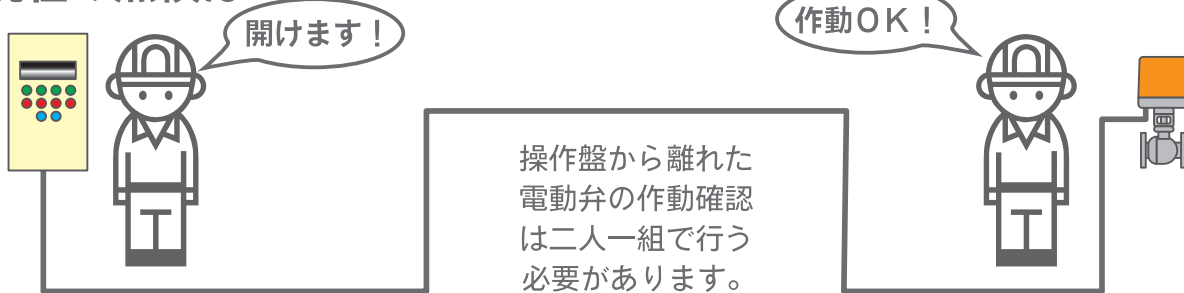 開けます！
作動OK！
操作盤から離れた
電動弁の作動確認
は二人一組で行う
必要があります。